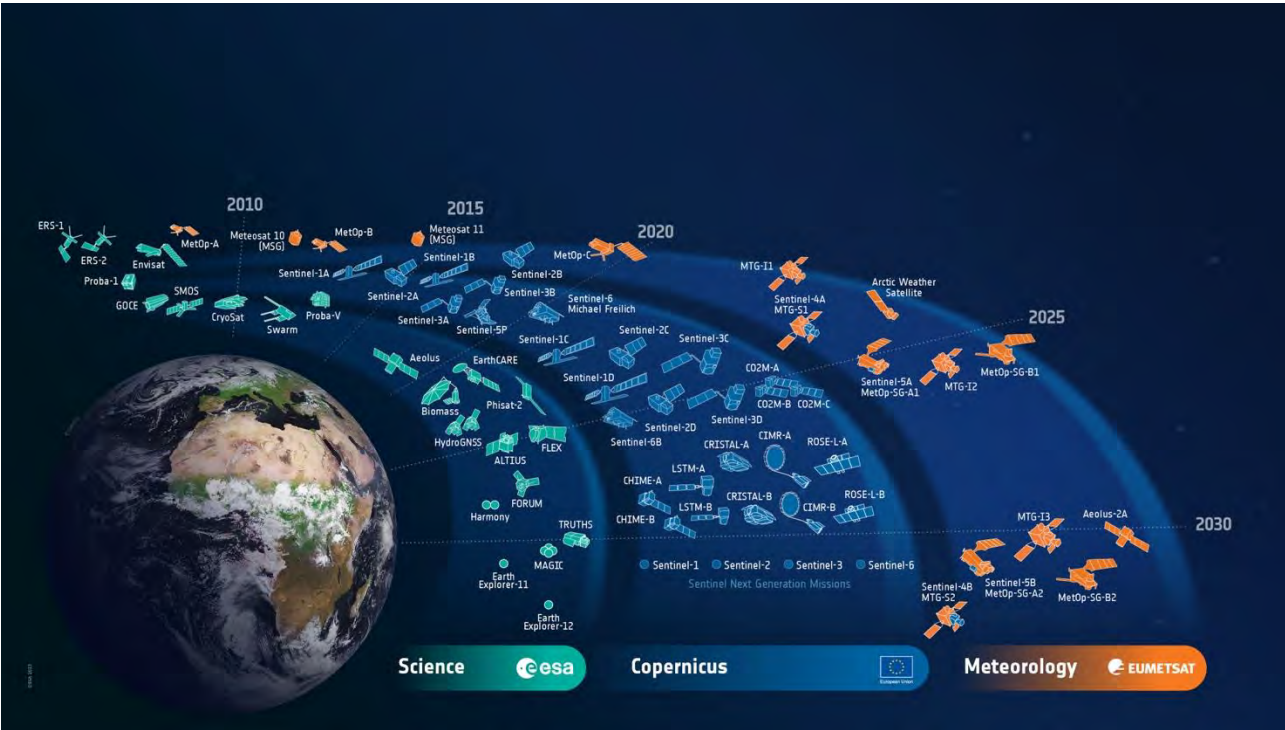 2010
2015
2020
2025
2030
ERS-1
ERS-2
Envisat
MetOp-A
Meteosat 10
(MSG)
MetOp-B
Meteosat 11
(MSG)
MetOp-C
Proba-1
GOCE
SMOS
CryoSat
Swarm
Proba-V
Sentinel-1A
Sentinel-1B
Sentinel-2A
Sentinel-2B
Sentinel-3A
Sentinel-3B
Sentinel-5P
Sentinel-6
Michael Freilich
MTG-I1
Sentinel-4A
MTG-S1
Arctic Weather
Satellite
Aeolus
EarthCARE
Biomass
Phisat-2
HydroGNSS
ALTIUS
FLEX
Sentinel-1C
Sentinel-2C
Sentinel-3C
Sentinel-1D
Sentinel-2D
Sentinel-3D
Sentinel-6B
CO2M-A
CO2M-B
CO2M-C
Sentinel-5A
MetOp-SG-A1
MTG-I2
MetOp-SG-B1
FORUM
Harmony
TRUTHS
MAGIC
Earth
Explorer-11
Earth
Explorer-12
CHIME-A
CHIME-B
LSTM-A
LSTM-B
CRISTAL-A
CRISTAL-B
CIMR-A
CIMR-B
ROSE-L-A
ROSE-L-B
Sentinel-1
Sentinel-2
Sentinel-3
Sentinel-6
Sentinel Next Generation Missions
MTG-I3
Aeolus-2A
Sentinel-4B
MTG-S2
Sentinel-5B
MetOp-SG-A2
MetOp-SG-B2
Science
esa
Copernicus
European Union
Meteorology
EUMETSAT